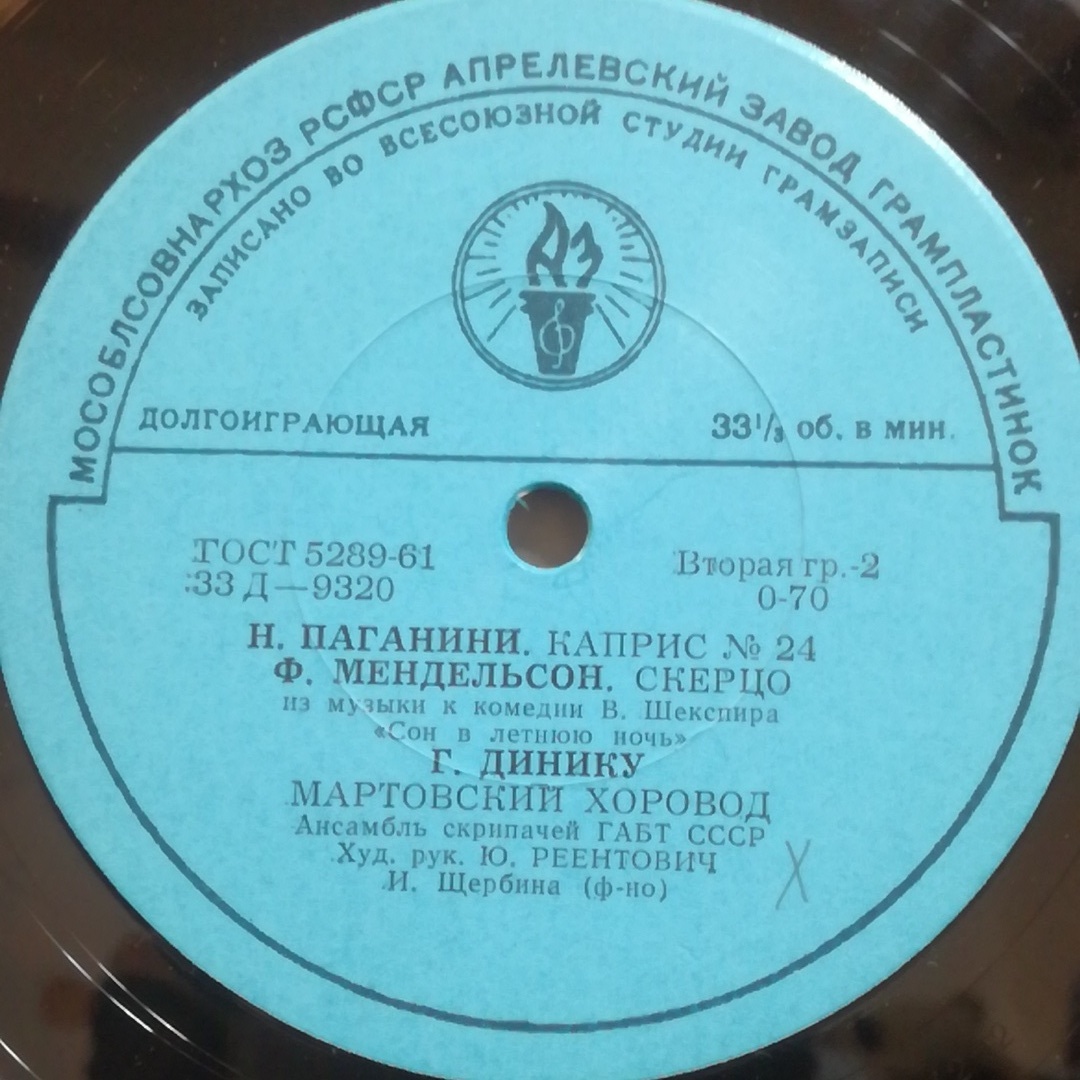 МОСОБЛСОВНАРХОЗ РСФСР АПРЕЛЕВСКИЙ ЗАВОД ГРАМПЛАСТИНОК
ЗАПИСАНО ВО ВСЕСОЮЗНОЙ СТУДИИ ГРАМЗАПИСИ
АЗ
ДОЛГОИГРАЮЩАЯ 33⅓ об. в мин.
ГОСТ 5289-61 Вторая гр.-2
33 Д—9320 0-70
Н. ПАГАНИНИ. КАПРИС № 24
Ф. МЕНДЕЛЬСОН. СКЕРЦО
из музыки к комедии В. Шекспира
«Сон в летнюю ночь»
Г. ДИНИКУ
МАРТОВСКИЙ ХОРОВОД
Ансамбль скрипачей ГАБТ СССР
Худ. рук. Ю. РЕЕНТОВИЧ
И. Щербина (ф-но)
X